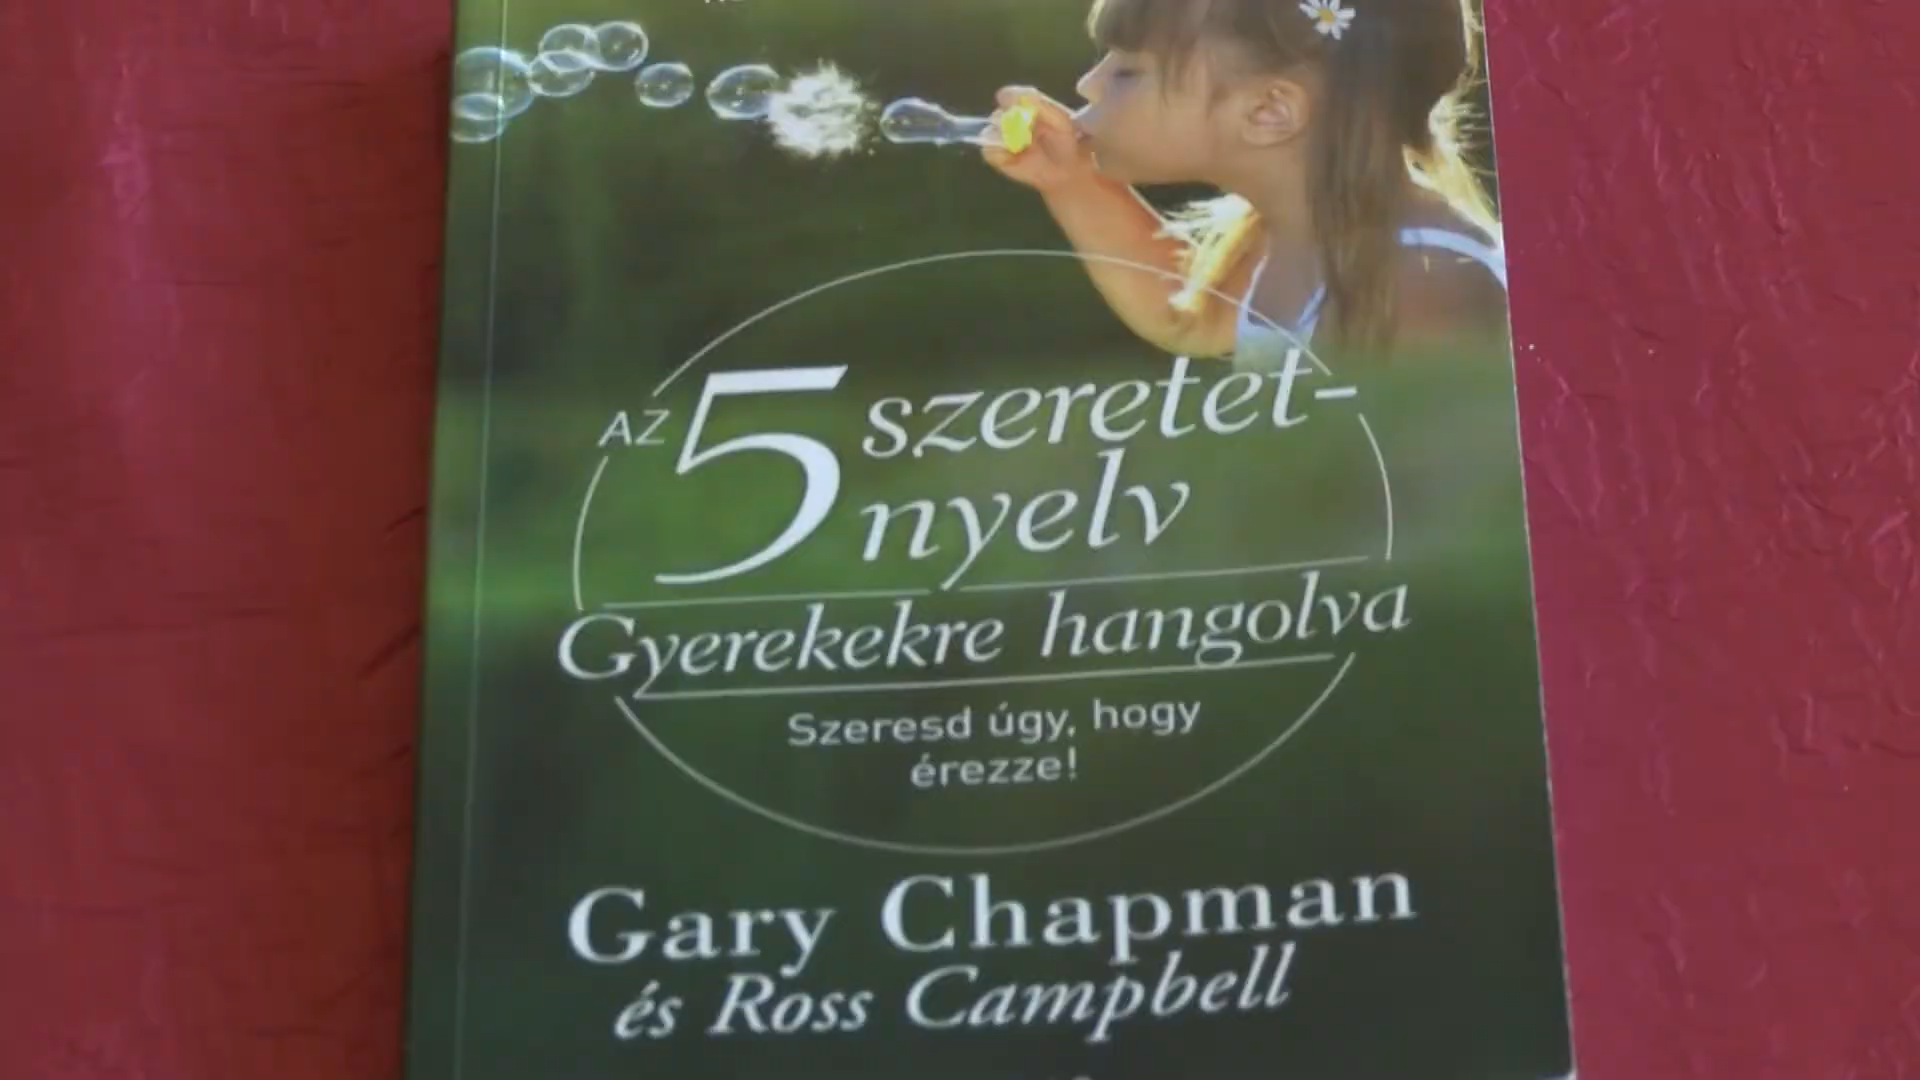 AZ 5 szeretet-
nyelv
Gyerekekre hangolva
Szeresd úgy, hogy
érezze!
Gary Chapman
és Ross Campbell